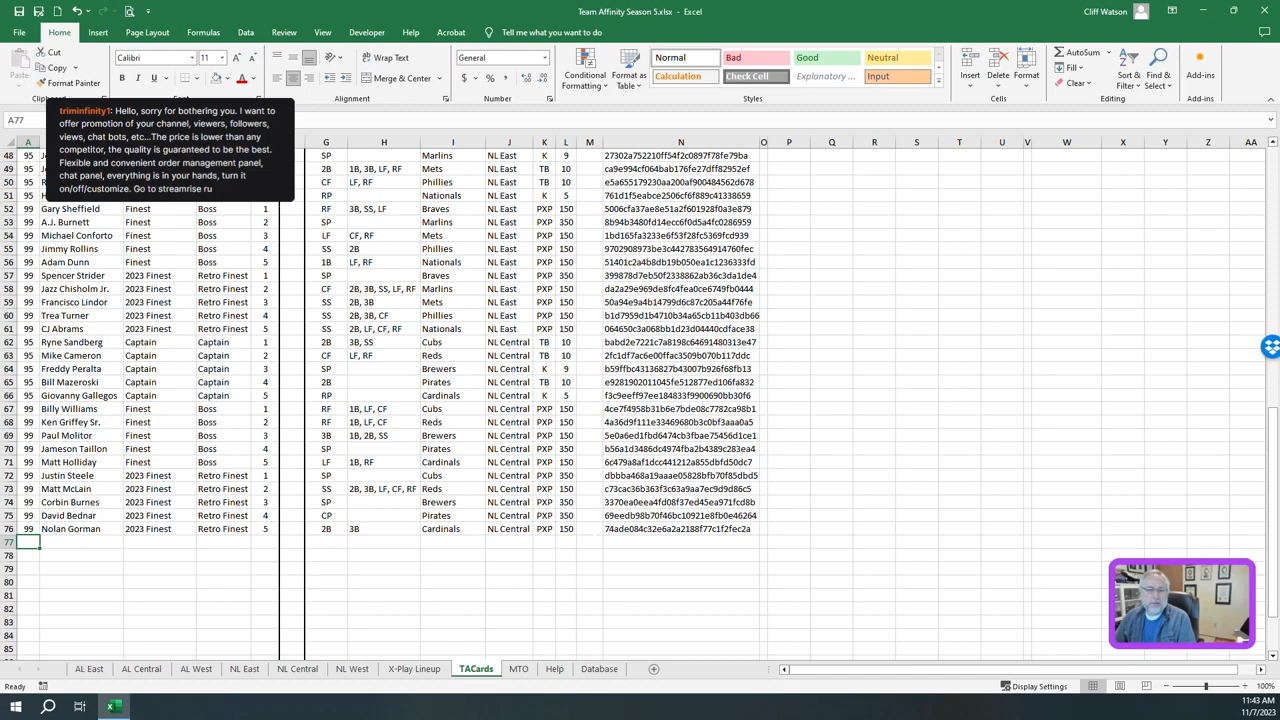 Team Affinity Season 5.xlsx - Excel
Cliff Watson
File Home Insert Page Layout Formulas Data Review View Developer Help Acrobat Tell me what you want to do
Cut
Copy
Format Painter
Paste
Calibri 11
B I U
Wrap Text
Merge & Center
General
$ % ,
Conditional Formatting
Format as Table
Normal Bad Good Neutral
Calculation Check Cell Explanatory ... Input
Insert Delete Format
AutoSum
Fill
Clear
Sort & Filter
Find & Select
Add-ins
Alignment Number Styles Cells Editing Add-ins
A77
triminfinity1: Hello, sorry for bothering you. I want to
offer promotion of your channel, viewers, followers,
views, chat bots, etc...The price is lower than any
competitor, the quality is guaranteed to be the best.
Flexible and convenient order management panel,
chat panel, everything is in your hands, turn it
on/off/customize. Go to streamrise ru
A G H I J K L M N O P Q R S T U V W X Y Z AA
48 95 SP Marlins NL East K 9 27302a752210ff54f2c0897f78fe79ba
49 95 2B 1B, 3B, LF, RF Mets NL East TB 10 ca9e994cf064bab176fe27dff82952ef
50 95 CF LF, RF Phillies NL East TB 10 e5a655179230aa200af900484562d678
51 95 RP Nationals NL East K 5 761d1f5eabce2506cf6f889c41338659
52 99 Gary Sheffield Finest Boss 1 RF 3B, SS, LF Braves NL East PXP 150 5006cfa37ae8e51a2f601928f0a3e879
53 99 A.J. Burnett Finest Boss 2 SP Marlins NL East PXP 350 8b94b3480fd14ecc6f0d5a4fc0286959
54 99 Michael Conforto Finest Boss 3 LF CF, RF Mets NL East PXP 150 1bd165fa3233e6f53f28fc5369fcd939
55 99 Jimmy Rollins Finest Boss 4 SS 2B Phillies NL East PXP 150 9702908973be3c442783564914760fec
56 99 Adam Dunn Finest Boss 5 1B LF, RF Nationals NL East PXP 150 51401c2a4b8db19b050ea1c1236333fd
57 99 Spencer Strider 2023 Finest Retro Finest 1 SP Braves NL East PXP 350 399878d7eb50f2338862ab36c3da1de4
58 99 Jazz Chisholm Jr. 2023 Finest Retro Finest 2 CF 2B, 3B, SS, LF, RF Marlins NL East PXP 150 da2a29e969de8fc4fea0ce6749fb0444
59 99 Francisco Lindor 2023 Finest Retro Finest 3 SS 2B, 3B Mets NL East PXP 150 50a94e9a4b14799d6c87c205a44f76fe
60 99 Trea Turner 2023 Finest Retro Finest 4 SS 2B, 3B, CF Phillies NL East PXP 150 b1d7959d1b4710a34a65cb11b403db66
61 99 CJ Abrams 2023 Finest Retro Finest 5 SS 2B, LF, CF, RF Nationals NL East PXP 150 064650c3a068bb1d23d04440cdface38
62 95 Ryne Sandberg Captain Captain 1 2B 3B, SS Cubs NL Central TB 10 babd2e7221c7a8198c64691480313e47
63 95 Mike Cameron Captain Captain 2 CF LF, RF Reds NL Central TB 10 2fc1df7ac6e00ffac3509b070b117ddc
64 95 Freddy Peralta Captain Captain 3 SP Brewers NL Central K 9 b59ffbc43136827b43007b926f68fb13
65 95 Bill Mazeroski Captain Captain 4 2B Pirates NL Central TB 10 e9281902011045fe512877ed106fa832
66 95 Giovanny Gallegos Captain Captain 5 RP Cardinals NL Central K 5 f3c9eff97ee184833f9900690bb30fb6
67 99 Billy Williams Finest Boss 1 RF 1B, LF, CF Cubs NL Central PXP 150 4ce7f4958b31b6e7bde08c7782ca98b1
68 99 Ken Griffey Sr. Finest Boss 2 RF 1B, LF, CF Reds NL Central PXP 150 4a36d9f111e33469680b3c0bf3aaa0a5
69 99 Paul Molitor Finest Boss 3 3B 1B, 2B, SS Brewers NL Central PXP 150 5e0a6ed1fbd6474cb3fbae75456d1ec1
70 99 Jameson Taillon Finest Boss 4 SP Pirates NL Central PXP 350 b56a1d3486dc4974fba2b4389c283ea4
71 99 Matt Holliday Finest Boss 5 LF 1B, RF Cardinals NL Central PXP 150 6c479a8af1dcc441212a855dbfd50dc7
72 99 Justin Steele 2023 Finest Retro Finest 1 SP Cubs NL Central PXP 350 dbbba468a19aaae05828bfb70f85dbd5
73 99 Matt McLain 2023 Finest Retro Finest 2 SS 2B, 3B, LF, CF, RF Reds NL Central PXP 150 c73cac36b363f3c63a9aa7ec9d9d86c5
74 99 Corbin Burnes 2023 Finest Retro Finest 3 SP Brewers NL Central PXP 350 3370ea0eea4fd08f37ed45ea971fcd8b
75 99 David Bednar 2023 Finest Retro Finest 4 CP Pirates NL Central PXP 350 69eedb98b70f46bc10921e8fb0e46264
76 99 Nolan Gorman 2023 Finest Retro Finest 5 2B 3B Cardinals NL Central PXP 150 74ade084c32e6a2a2188f77c1f2fec2a
77
78
79
80
81
82
83
84
85
AL East AL Central AL West NL East NL Central NL West X-Play Lineup TACards MTO Help Database
Ready
Display Settings
100%
11:43 AM
11/7/2023